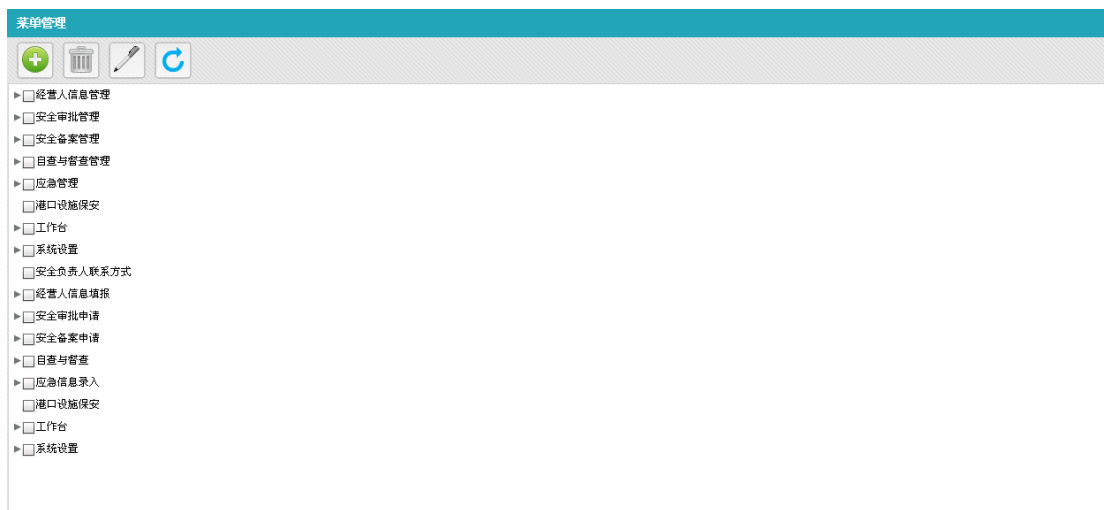 菜单管理
经营人信息管理
安全审批管理
安全备案管理
自查与督查管理
应急管理
港口设施保安
工作台
系统设置
安全负责人联系方式
经营人信息填报
安全审批申请
安全备案申请
自查与督查
应急信息录入
港口设施保安
工作台
系统设置